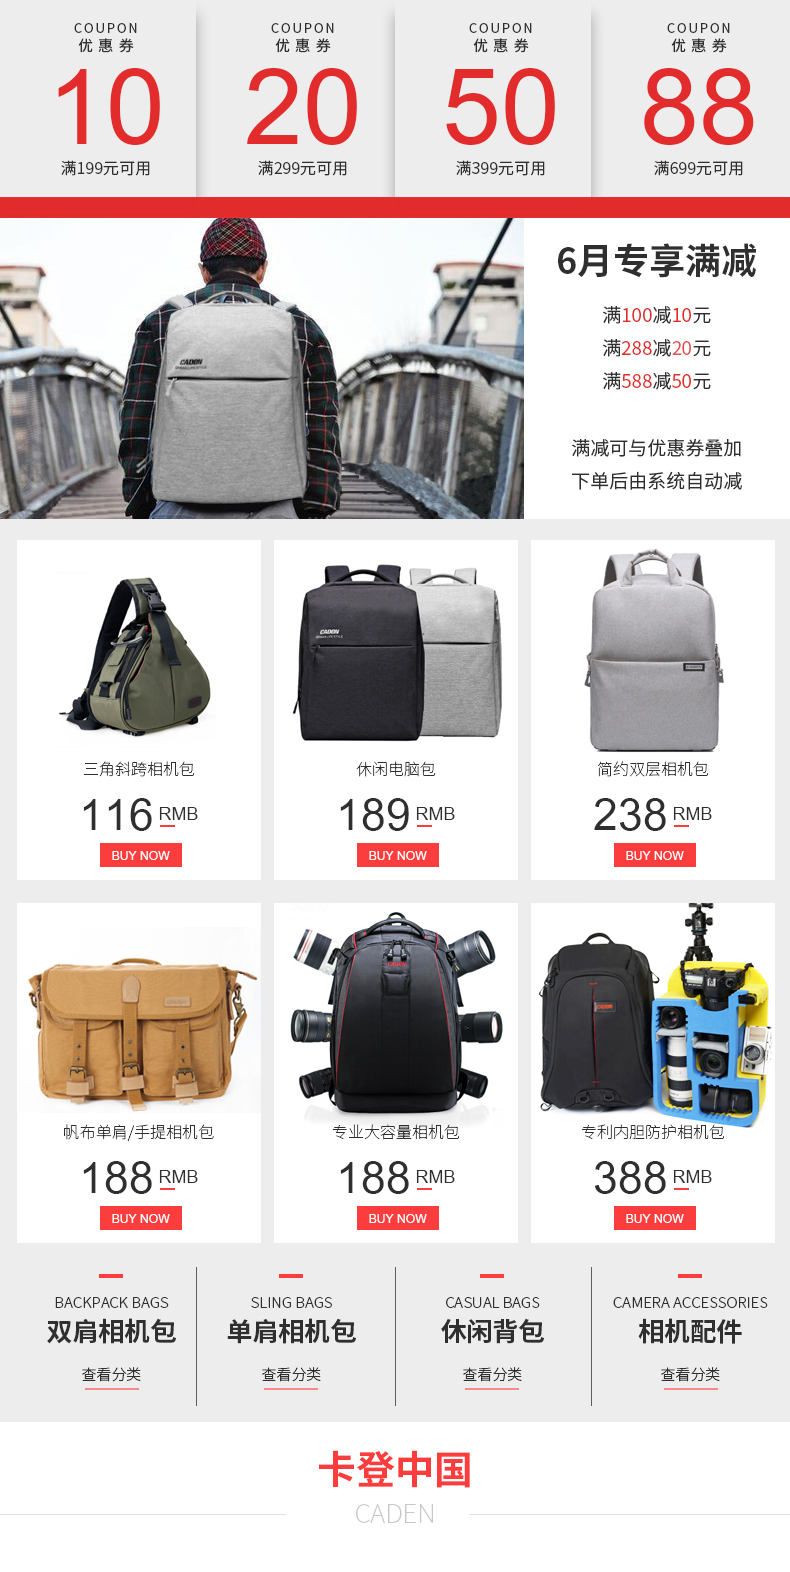 COUPON
优惠券
10
满199元可用
COUPON
优惠券
20
满299元可用
COUPON
优惠券
50
满399元可用
COUPON
优惠券
88
满699元可用
CADEN
6月专享满减
满100减10元
满288减20元
满588减50元
满减可与优惠券叠加
下单后由系统自动减
三角斜跨相机包
116 RMB
BUY NOW
CADEN
休闲电脑包
189 RMB
BUY NOW
简约双层相机包
238 RMB
BUY NOW
帆布单肩/手提相机包
188 RMB
BUY NOW
专业大容量相机包
188 RMB
BUY NOW
专利内胆防护相机包
388 RMB
BUY NOW
BACKPACK BAGS
双肩相机包
查看分类
SLING BAGS
单肩相机包
查看分类
CASUAL BAGS
休闲背包
查看分类
CAMERA ACCESSORIES
相机配件
查看分类
卡登中国
CADEN